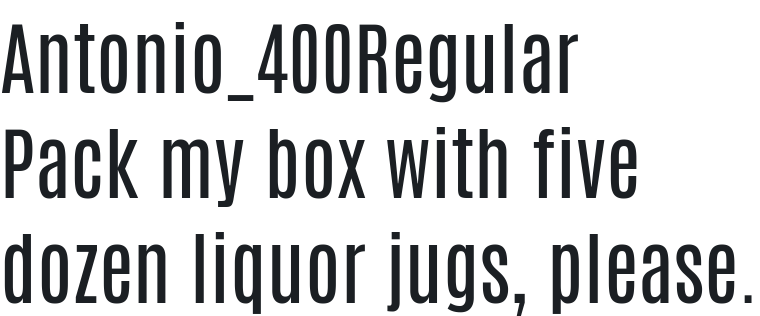 Antonio_400Regular
Pack my box with five
dozen liquor jugs, please.